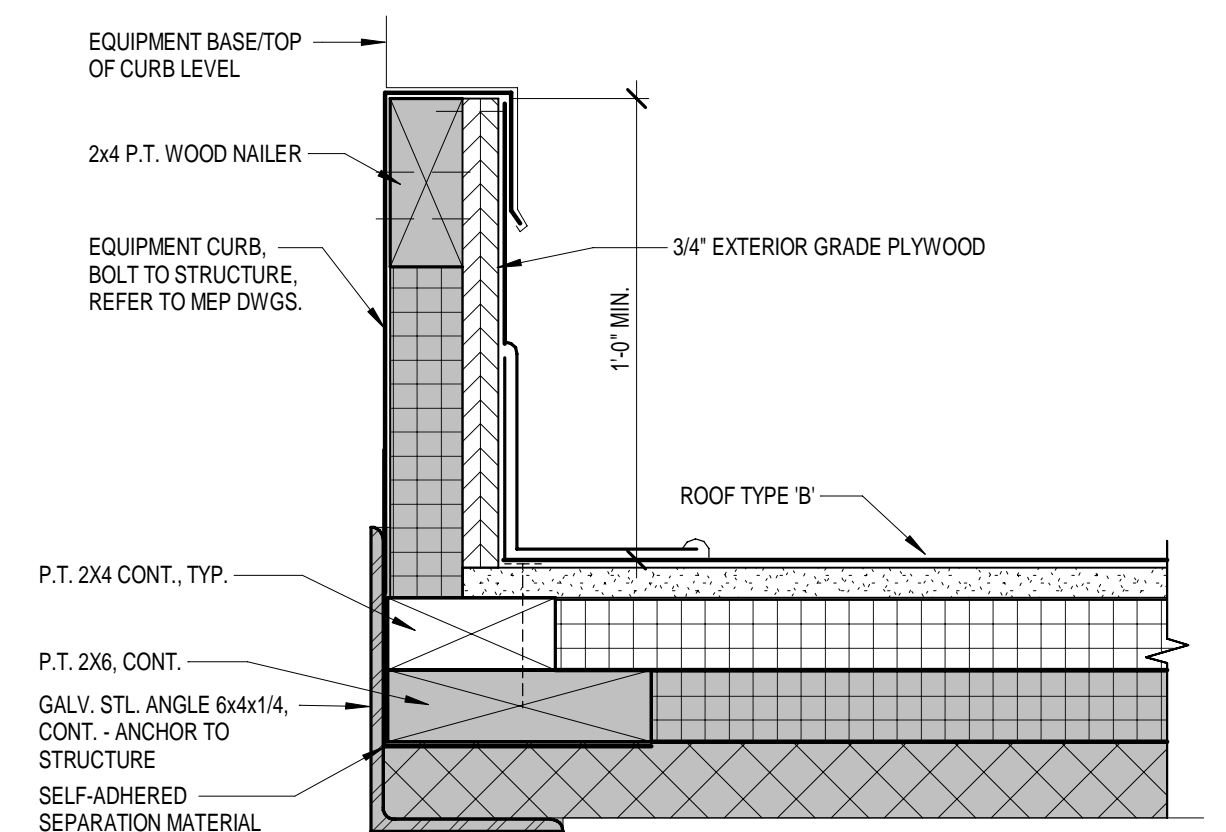 EQUIPMENT BASE/TOP
OF CURB LEVEL
2x4 P.T. WOOD NAILER
EQUIPMENT CURB,
BOLT TO STRUCTURE,
REFER TO MEP DWGS.
3/4" EXTERIOR GRADE PLYWOOD
1'-0" MIN.
ROOF TYPE 'B'
P.T. 2X4 CONT., TYP.
P.T. 2X6, CONT.
GALV. STL. ANGLE 6x4x1/4,
CONT. - ANCHOR TO
STRUCTURE
SELF-ADHERED
SEPARATION MATERIAL